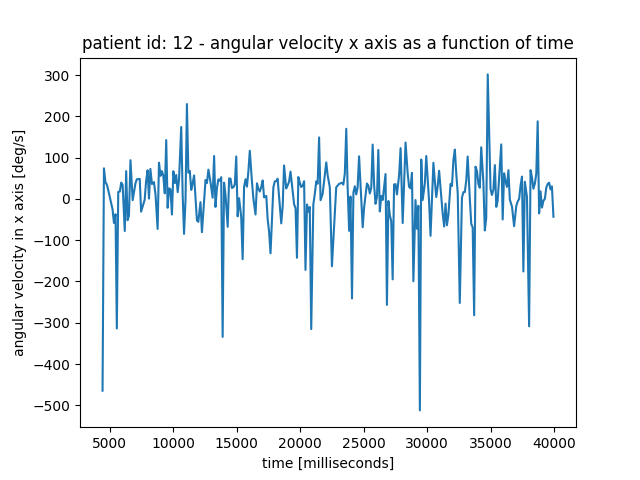 patient id: 12 - angular velocity x axis as a function of time
300
200
100
0
−100
−200
−300
−400
−500
angular velocity in x axis [deg/s]
5000 10000 15000 20000 25000 30000 35000 40000
time [milliseconds]